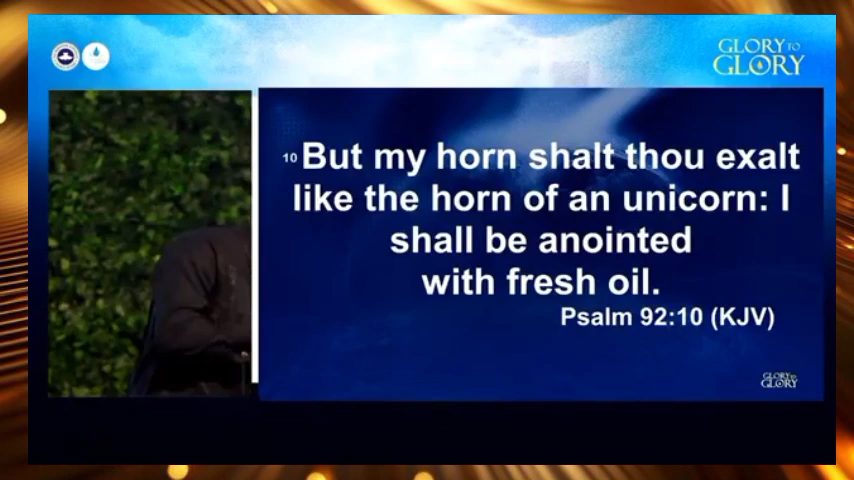 GLORY TO
GLORY
10 But my horn shalt thou exalt
like the horn of an unicorn: I
shall be anointed
with fresh oil.
Psalm 92:10 (KJV)
GLORY TO
GLORY